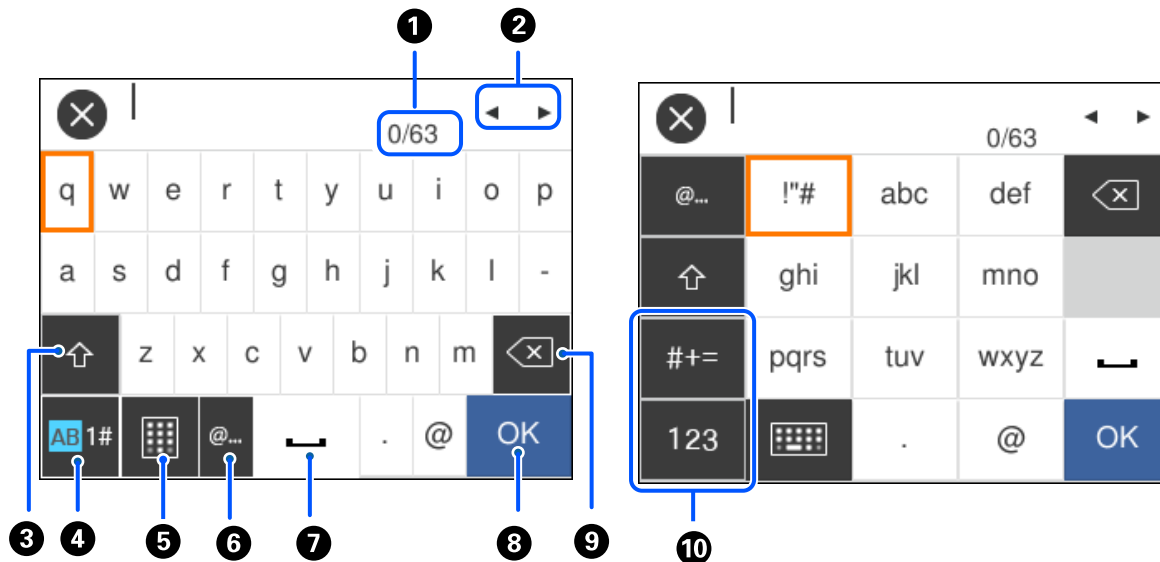 1 2
0/63
q w e r t y u i o p
a s d f g h j k l -
z x c v b n m
AB 1# @... . @ OK
3 4 5 6 7 8 9
0/63
@... !"# abc def
ghi jkl mno
#+= pqrs tuv wxyz
123 . @ OK
10